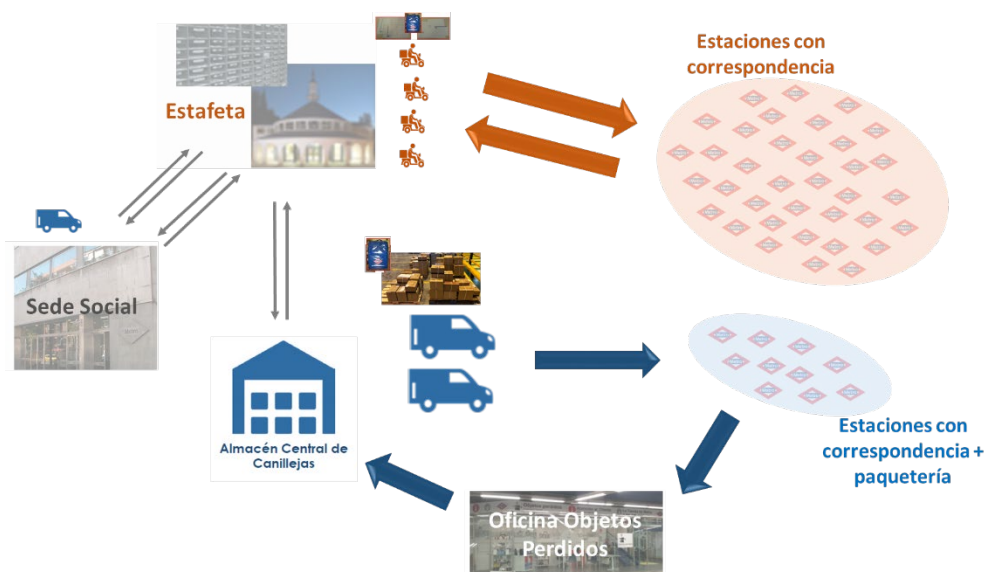 Estaciones con
correspondencia
Estafeta
Sede Social
Almacén Central de
Canillejas
Estaciones con
correspondencia +
paquetería
Oficina Objetos
Perdidos